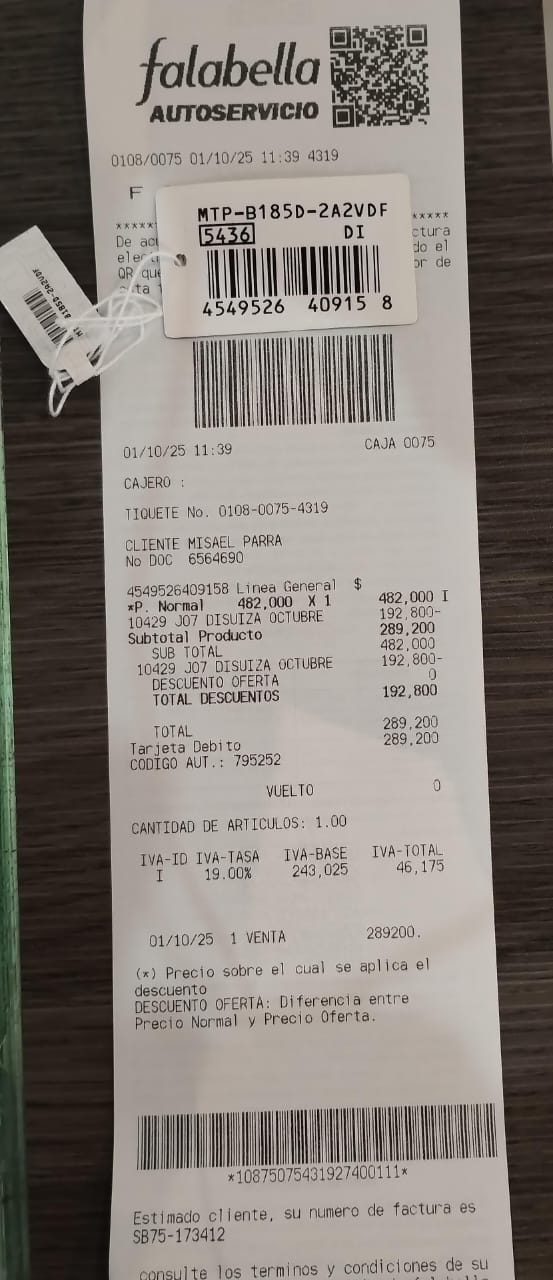 falabella
AUTOSERVICIO
0108/0075 01/10/25 11:39 4319
F
MTP-B185D-2A2VDF
5436 DI
4549526 40915 8
*****
*****
De
ctura
do el
QR que
or de
01/10/25 11:39 CAJA 0075
CAJERO :
TIQUETE No. 0108-0075-4319
CLIENTE MISAEL PARRA
No DOC 6564690
4549526409158 Linea General $
*P. Normal 482,000 X 1 482,000 I
10429 J07 DISUIZA OCTUBRE 192,800-
Subtotal Producto 289,200
SUB TOTAL 482,000
10429 J07 DISUIZA OCTUBRE 192,800-
DESCUENTO OFERTA 0
TOTAL DESCUENTOS 192,800
TOTAL 289,200
Tarjeta Debito 289,200
CODIGO AUT.: 795252
VUELTO 0
CANTIDAD DE ARTICULOS: 1.00
IVA-ID IVA-TASA IVA-BASE IVA-TOTAL
I 19.00% 243,025 46,175
01/10/25 1 VENTA 289200.
(*) Precio sobre el cual se aplica el
descuento
DESCUENTO OFERTA: Diferencia entre
Precio Normal y Precio Oferta.
*10875075431927400111*
Estimado cliente, su numero de factura es
SB75-173412
consulte los terminos y condiciones de su